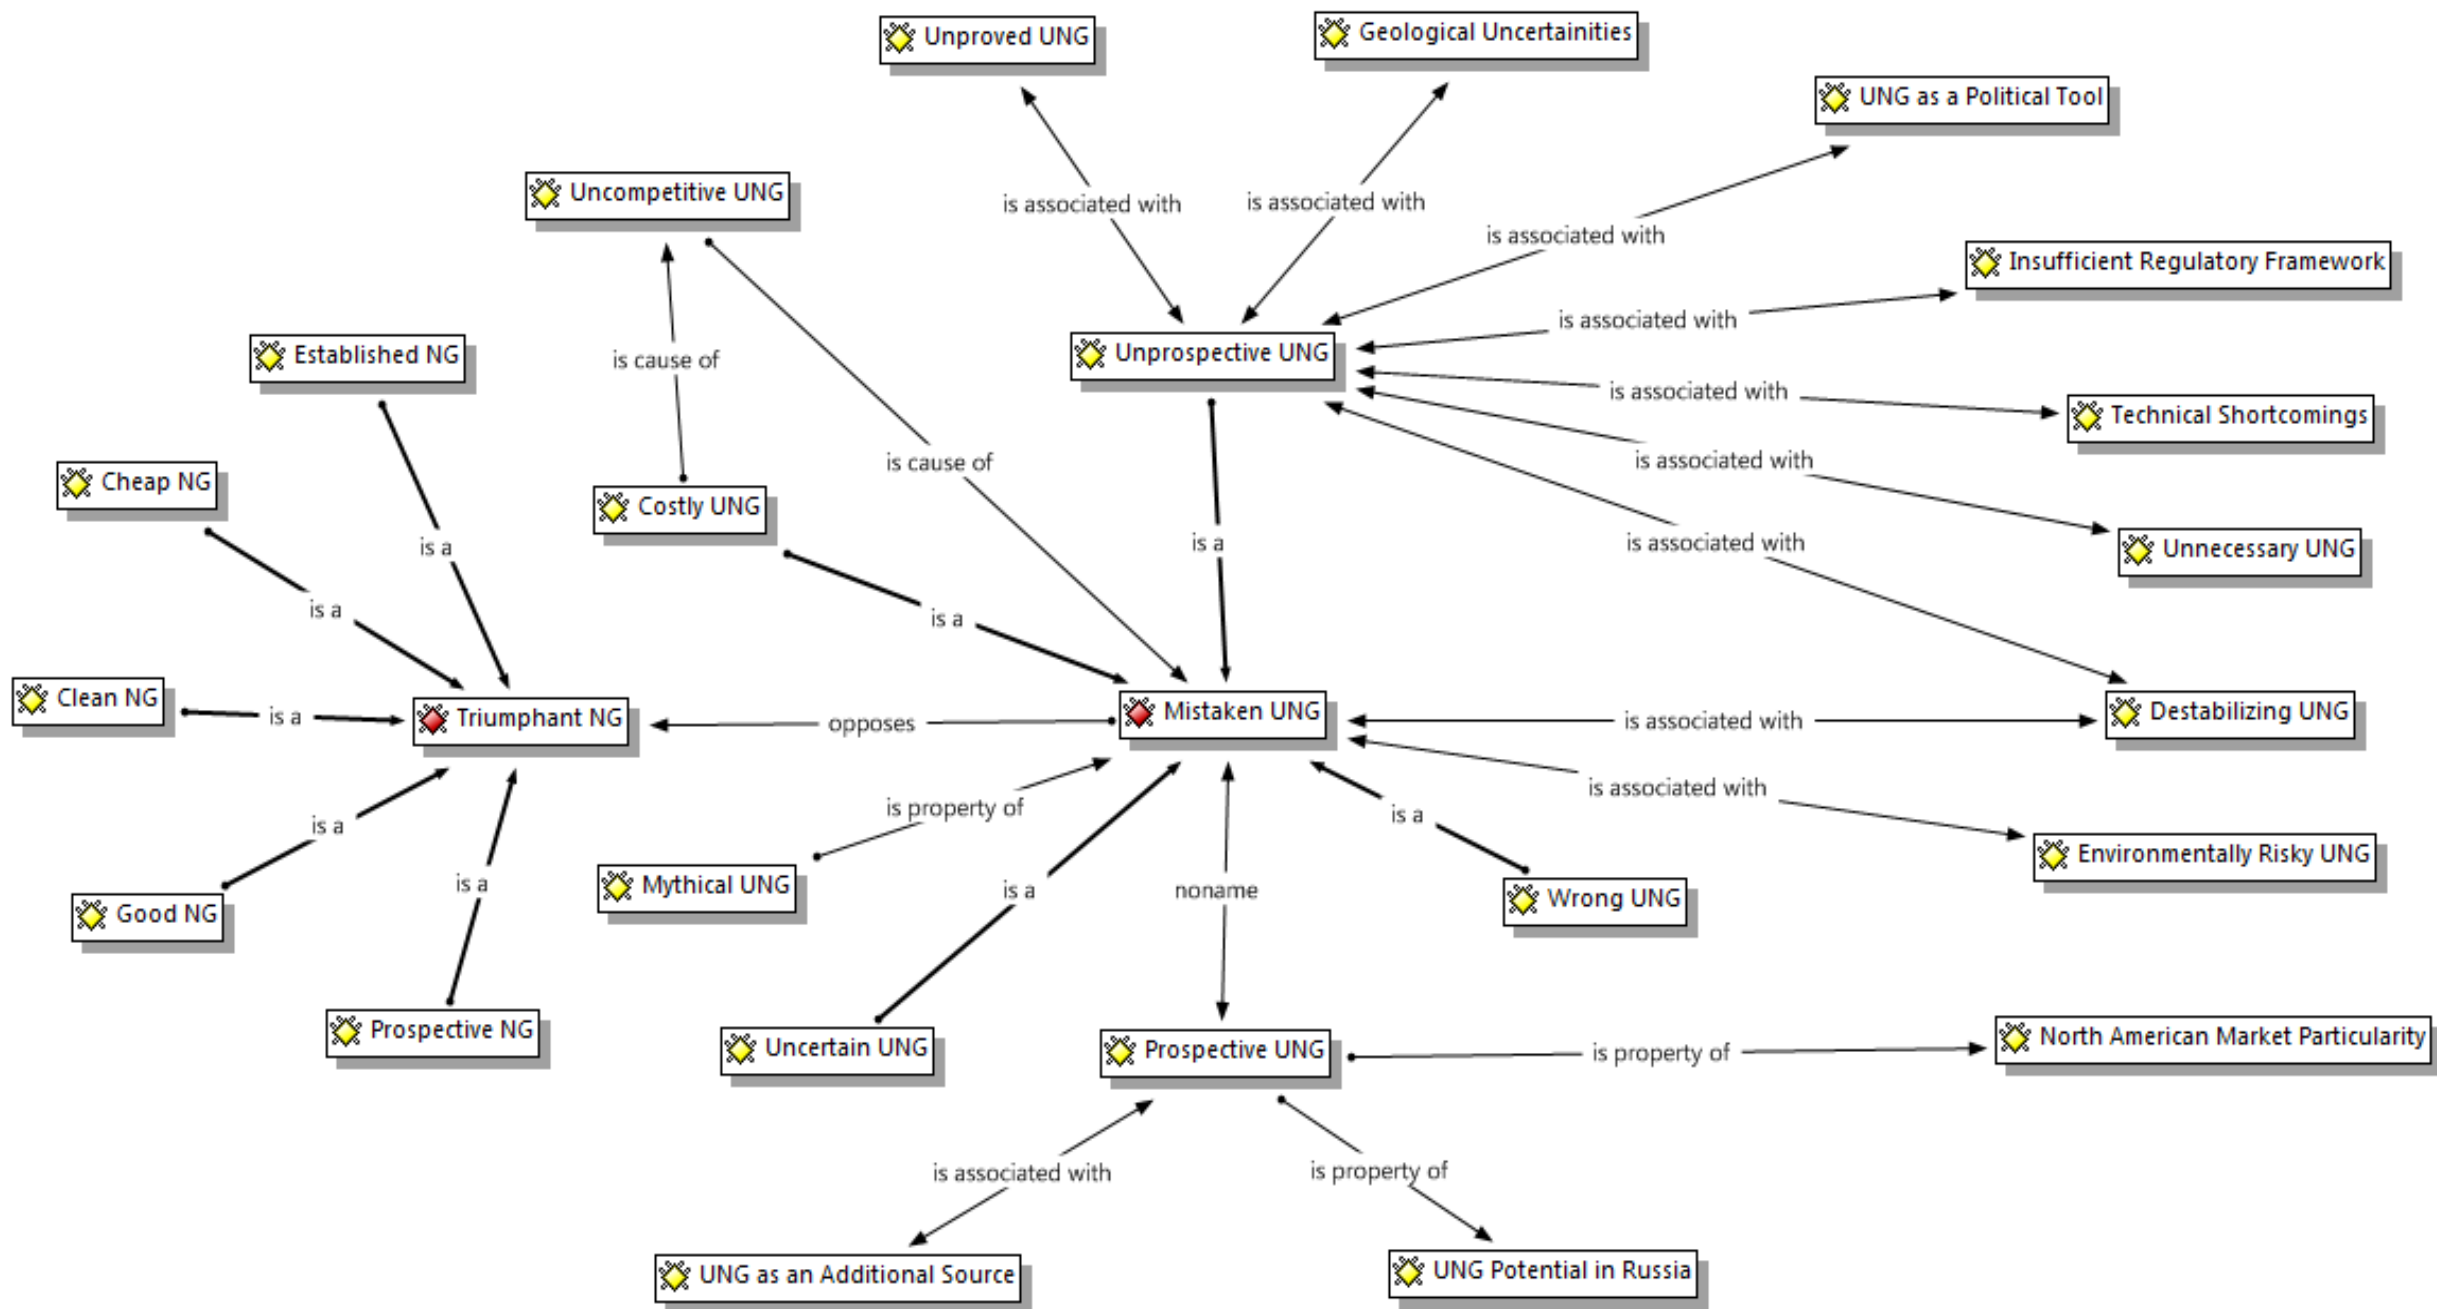 Unproved UNG
Geological Uncertainities
UNG as a Political Tool
Uncompetitive UNG
is associated with
is associated with
is associated with
Insufficient Regulatory Framework
is associated with
Established NG
is cause of
Unprospective UNG
is associated with
Technical Shortcomings
Cheap NG
is cause of
is associated with
Costly UNG
is a
is a
is associated with
Unnecessary UNG
is a
is a
Clean NG
is a
Triumphant NG
opposes
Mistaken UNG
is associated with
Destabilizing UNG
is a
is property of
is a
is associated with
Environmentally Risky UNG
Good NG
is a
Mythical UNG
is a
noname
Wrong UNG
Prospective NG
Uncertain UNG
Prospective UNG
is property of
North American Market Particularity
is associated with
is property of
UNG as an Additional Source
UNG Potential in Russia